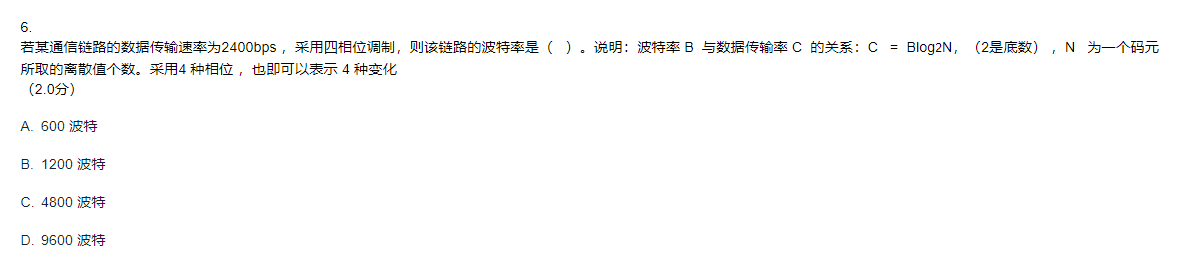 6.
若某通信链路的数据传输速率为2400bps ，采用四相位调制，则该链路的波特率是（ ）。说明：波特率 B 与数据传输率 C 的关系：C = Blog2N，（2是底数） ，N 为一个码元
所取的离散值个数。采用4 种相位 ，也即可以表示 4 种变化
（2.0分）
A. 600 波特
B. 1200 波特
C. 4800 波特
D. 9600 波特